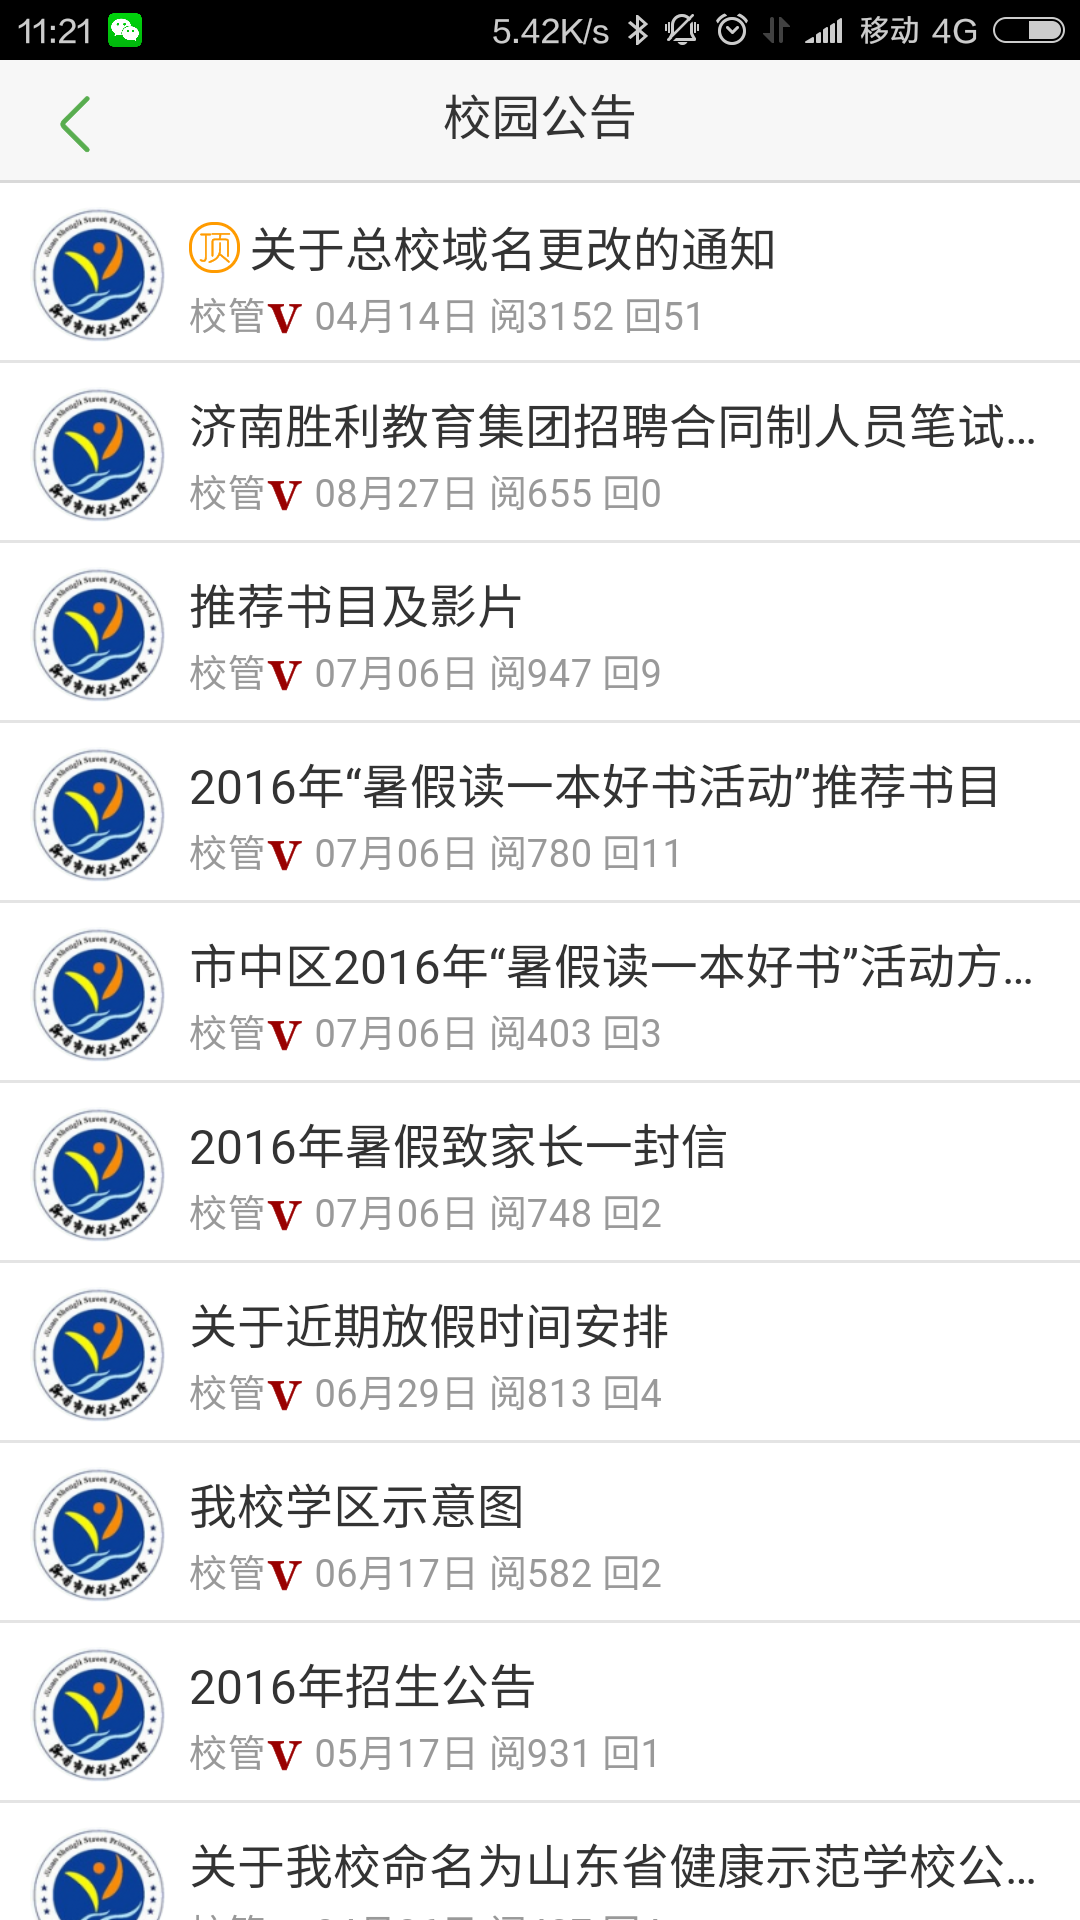 11:21 5.42K/s 移动 4G
校园公告
顶 关于总校域名更改的通知
校管V 04月14日 阅3152 回51
济南胜利教育集团招聘合同制人员笔试...
校管V 08月27日 阅655 回0
推荐书目及影片
校管V 07月06日 阅947 回9
2016年“暑假读一本好书活动”推荐书目
校管V 07月06日 阅780 回11
市中区2016年“暑假读一本好书”活动方...
校管V 07月06日 阅403 回3
2016年暑假致家长一封信
校管V 07月06日 阅748 回2
关于近期放假时间安排
校管V 06月29日 阅813 回4
我校学区示意图
校管V 06月17日 阅582 回2
2016年招生公告
校管V 05月17日 阅931 回1
关于我校命名为山东省健康示范学校公...